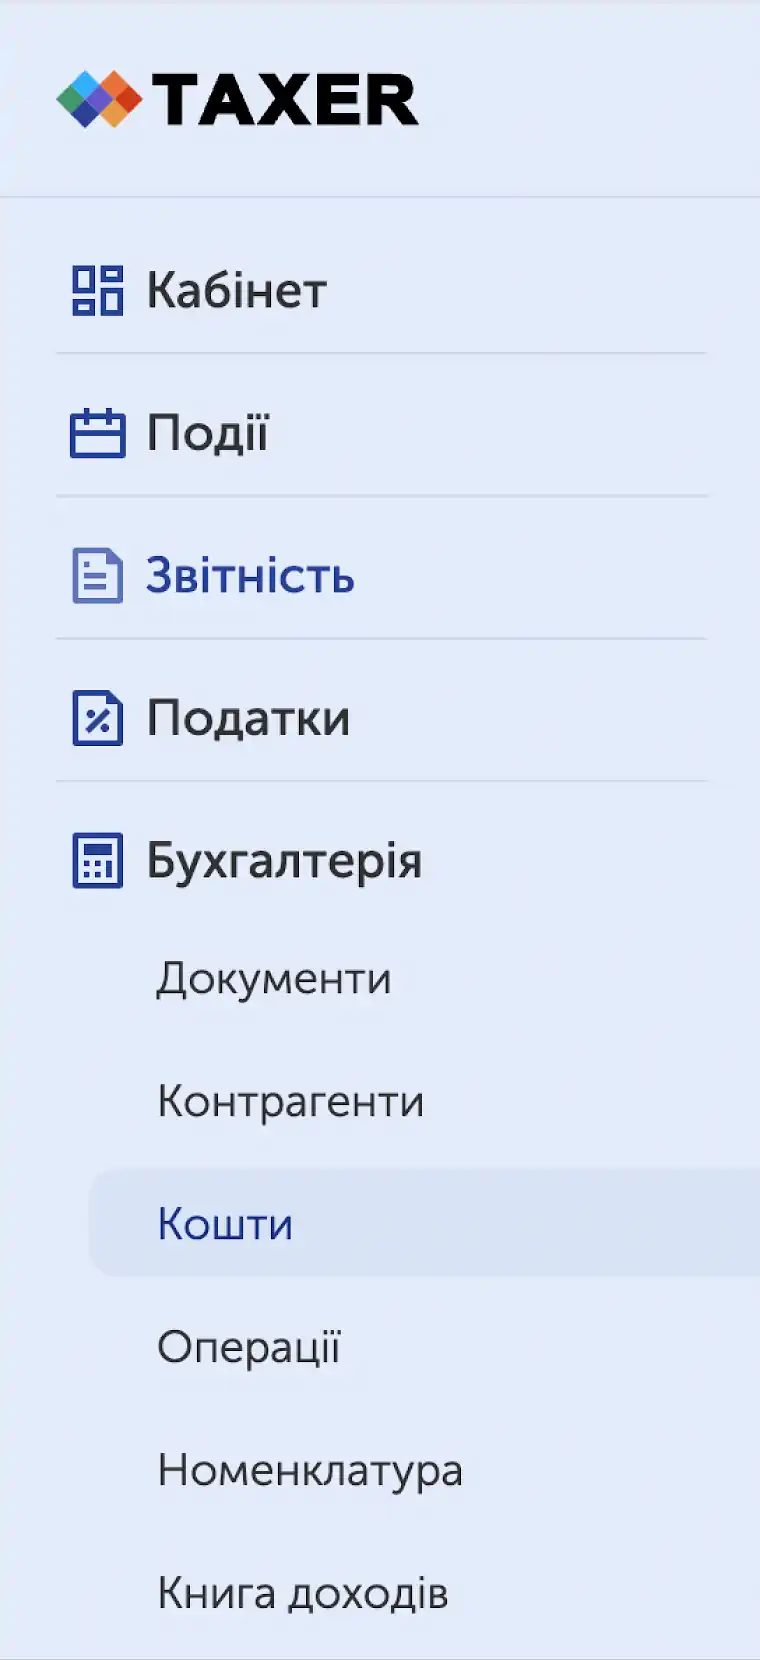 TAXER
Кабінет
Події
Звітність
Податки
Бухгалтерія
Документи
Контрагенти
Кошти
Операції
Номенклатура
Книга доходів